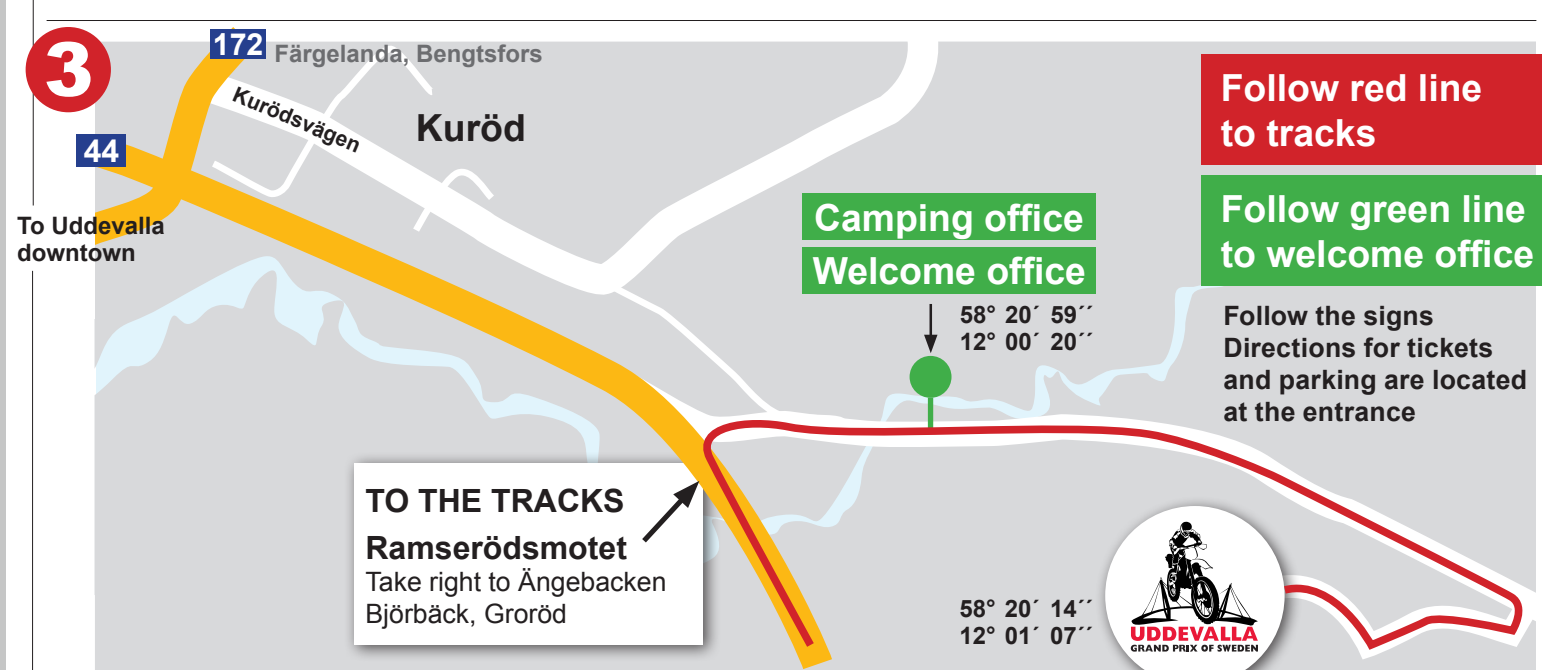 3
172
Färgelanda, Bengtsfors
Kurödsvägen
Kuröd
44
To Uddevalla
downtown
Camping office
Welcome office
58° 20´ 59´´
12° 00´ 20´´
Follow red line
to tracks
Follow green line
to welcome office
Follow the signs
Directions for tickets
and parking are located
at the entrance
TO THE TRACKS
Ramserödsmotet
Take right to Ängebacken
Björbäck, Groröd
58° 20´ 14´´
12° 01´ 07´´
UDDEVALLA
GRAND PRIX OF SWEDEN